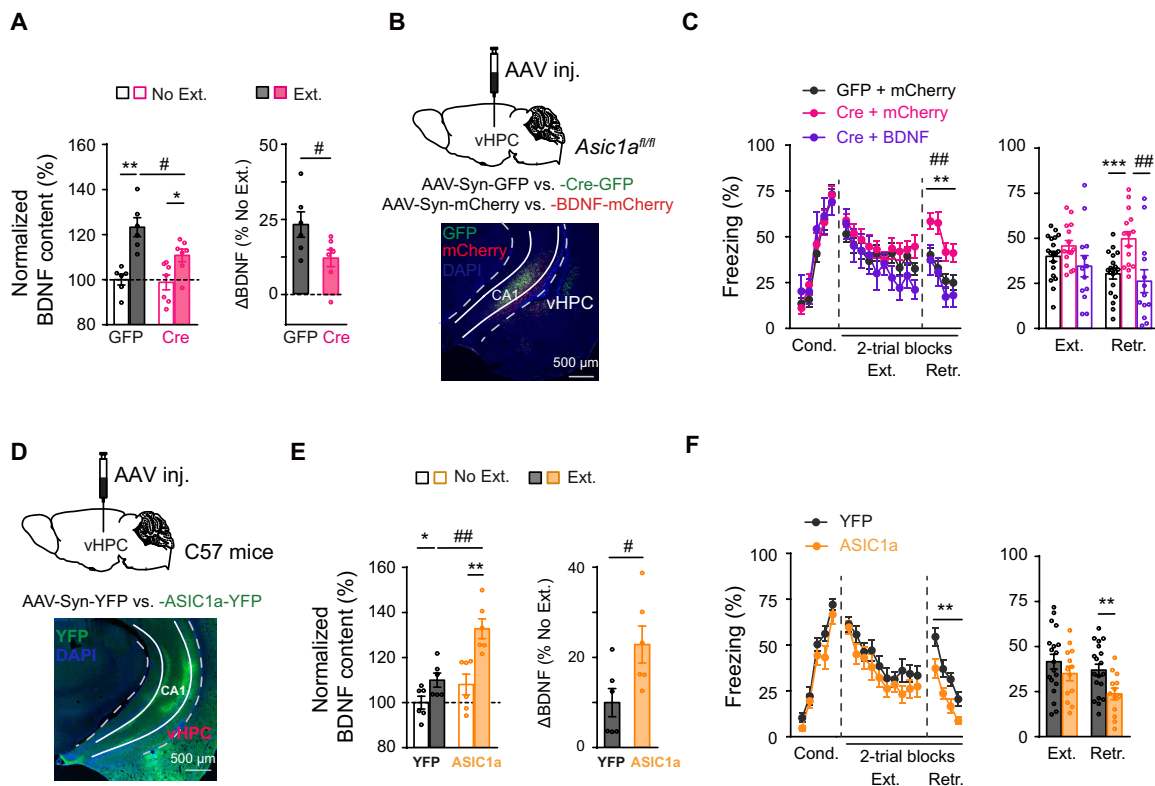 A
No Ext.
Ext.
Normalized
BDNF content (%)
160
140
120
100
80
**
#
*
GFP
Cre
ΔBDNF (% No Ext.)
50
25
0
#
GFP
Cre
B
AAV inj.
vHPC
Asic1a^fl/fl
AAV-Syn-GFP vs. -Cre-GFP
AAV-Syn-mCherry vs. -BDNF-mCherry
GFP
mCherry
DAPI
CA1
vHPC
500 µm
C
GFP + mCherry
Cre + mCherry
Cre + BDNF
Freezing (%)
100
75
50
25
0
##
**
Cond.
2-trial blocks
Ext.
Retr.
100
75
50
25
0
***
##
Ext.
Retr.
D
AAV inj.
vHPC
C57 mice
AAV-Syn-YFP vs. -ASIC1a-YFP
YFP
DAPI
CA1
vHPC
500 µm
E
No Ext.
Ext.
Normalized
BDNF content (%)
160
140
120
100
80
*
##
**
YFP
ASIC1a
ΔBDNF (% No Ext.)
40
20
0
#
YFP
ASIC1a
F
YFP
ASIC1a
Freezing (%)
100
75
50
25
0
**
Cond.
2-trial blocks
Ext.
Retr.
100
75
50
25
0
**
Ext.
Retr.